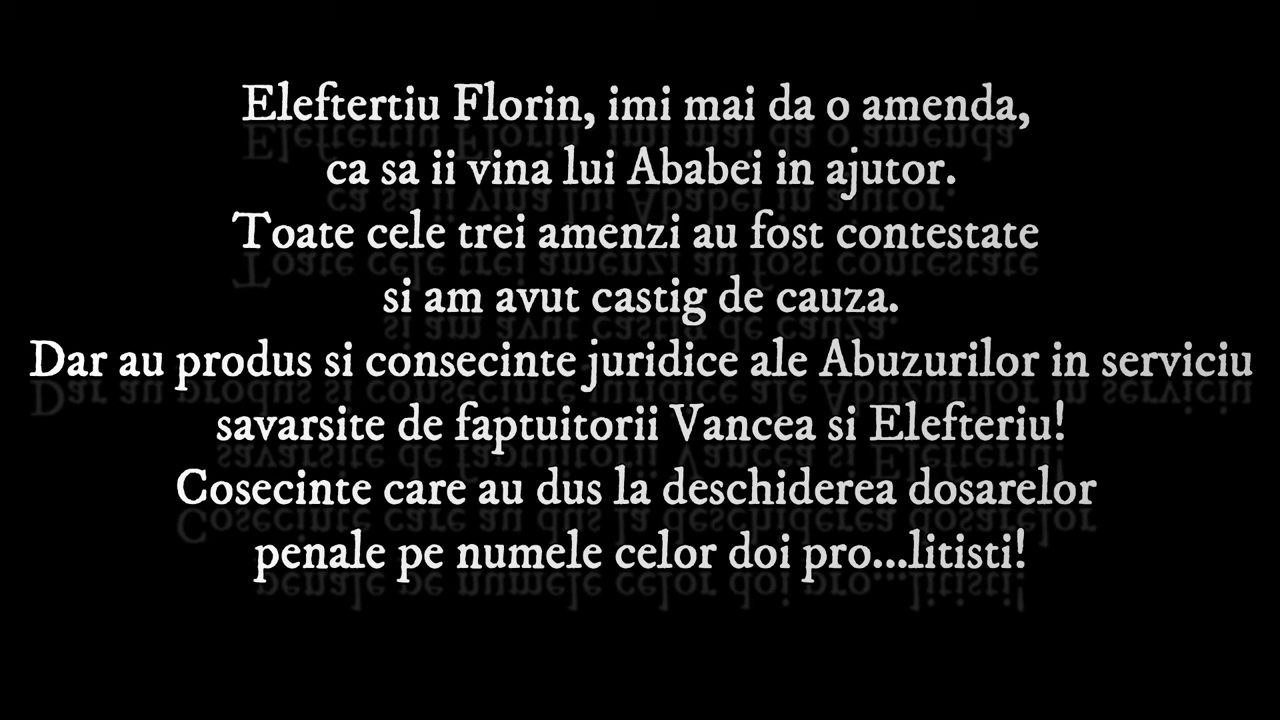 Eleftertiu Florin, imi mai da o amenda,
ca sa ii vina lui Ababei in ajutor.
Toate cele trei amenzi au fost contestate
si am avut castig de cauza.
Dar au produs si consecinte juridice ale Abuzurilor in serviciu
savarsite de faptuitorii Vancea si Elefteriu!
Cosecinte care au dus la deschiderea dosarelor
penale pe numele celor doi pro...litisti!